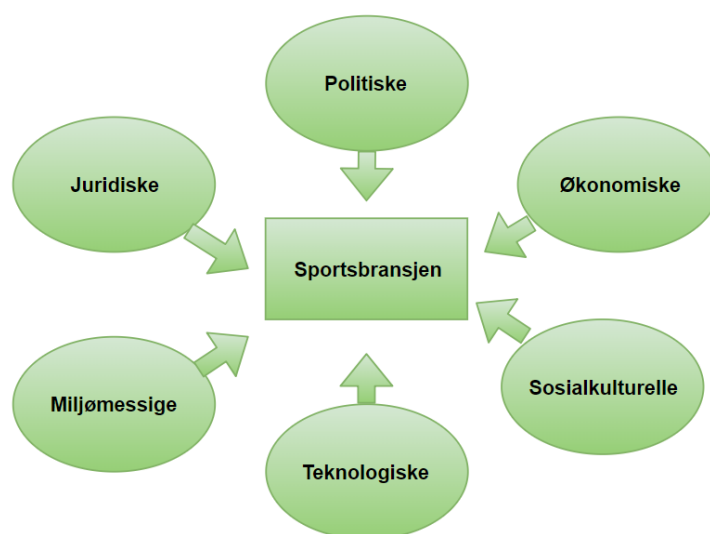 Politiske
Juridiske
Økonomiske
Sportsbransjen
Miljømessige
Sosialkulturelle
Teknologiske